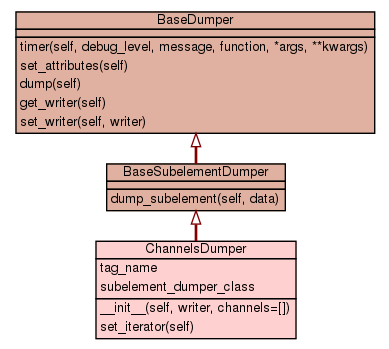 BaseDumper
timer(self, debug_level, message, function, *args, **kwargs)
set_attributes(self)
dump(self)
get_writer(self)
set_writer(self, writer)
BaseSubelementDumper
dump_subelement(self, data)
ChannelsDumper
tag_name
subelement_dumper_class
__init__(self, writer, channels=[])
set_iterator(self)